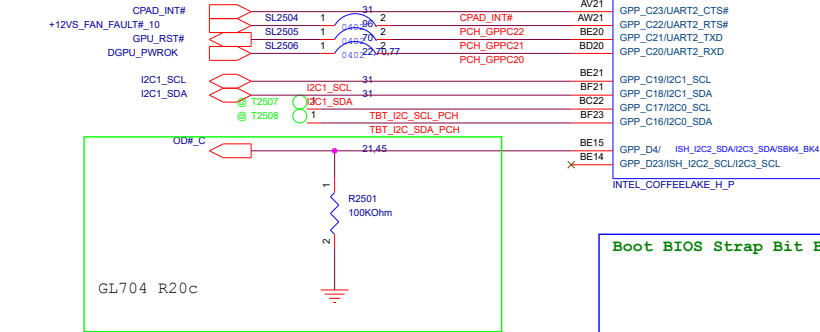 AV21
CPAD_INT# 31 GPP_C23/UART2_CTS#
SL2504 1 2 CPAD_INT# AW21
+12VS_FAN_FAULT#_10 96 GPP_C22/UART2_RTS#
SL2505 1 0402 2 PCH_GPPC22 BE20
GPU_RST# 70 GPP_C21/UART2_TXD
SL2506 1 0402 2 PCH_GPPC21 BD20
DGPU_PWROK 0402 22,70,77 GPP_C20/UART2_RXD
PCH_GPPC20
BE21
I2C1_SCL 31 GPP_C19/I2C1_SCL
I2C1_SCL BF21
I2C1_SDA 31 GPP_C18/I2C1_SDA
@ T2507 1 I2C1_SDA BC22 GPP_C17/I2C0_SCL
@ T2508 1 TBT_I2C_SCL_PCH BF23 GPP_C16/I2C0_SDA
TBT_I2C_SDA_PCH
OD#_C 21,45 BE15 GPP_D4/ ISH_I2C2_SDA/I2C3_SDA/SBK4_BK4
BE14 GPP_D23/ISH_I2C2_SCL/I2C3_SCL
INTEL_COFFEELAKE_H_P
1
R2501
100KOhm
2
Boot BIOS Strap Bit B
GL704 R20c